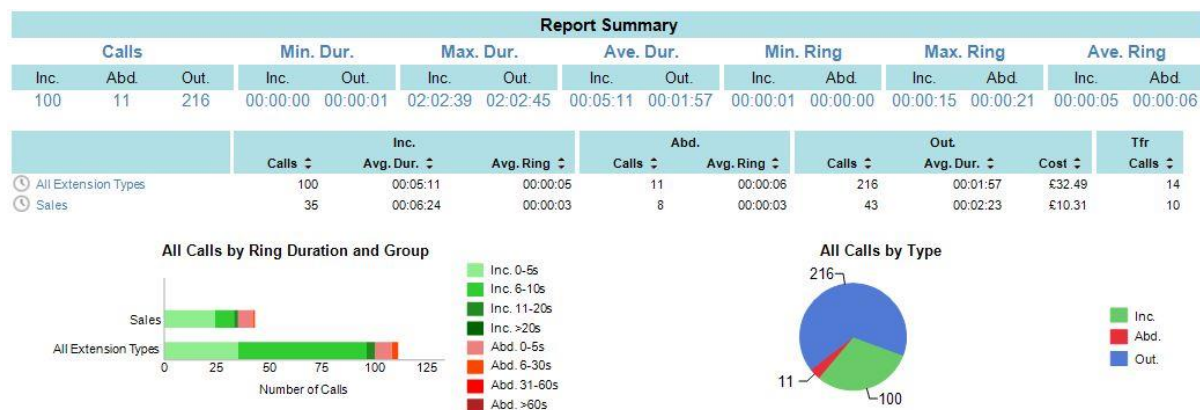 Report Summary
Calls Min. Dur. Max. Dur. Ave. Dur. Min. Ring Max. Ring Ave. Ring
Inc. Abd. Out. Inc. Out. Inc. Out. Inc. Out. Inc. Abd. Inc. Abd. Inc. Abd.
100 11 216 00:00:00 00:00:01 02:02:39 02:02:45 00:05:11 00:01:57 00:00:01 00:00:00 00:00:15 00:00:21 00:00:05 00:00:06
Inc. Abd. Out. Tfr
Calls Avg. Dur. Avg. Ring Calls Avg. Ring Calls Avg. Dur. Cost Calls
All Extension Types 100 00:05:11 00:00:05 11 00:00:06 216 00:01:57 £32.49 14
Sales 35 00:06:24 00:00:03 8 00:00:03 43 00:02:23 £10.31 10
All Calls by Ring Duration and Group
Sales
All Extension Types
0 25 50 75 100 125
Number of Calls
Inc. 0-5s
Inc. 6-10s
Inc. 11-20s
Inc. >20s
Abd. 0-5s
Abd. 6-30s
Abd. 31-60s
Abd. >60s
All Calls by Type
216
11
100
Inc.
Abd.
Out.